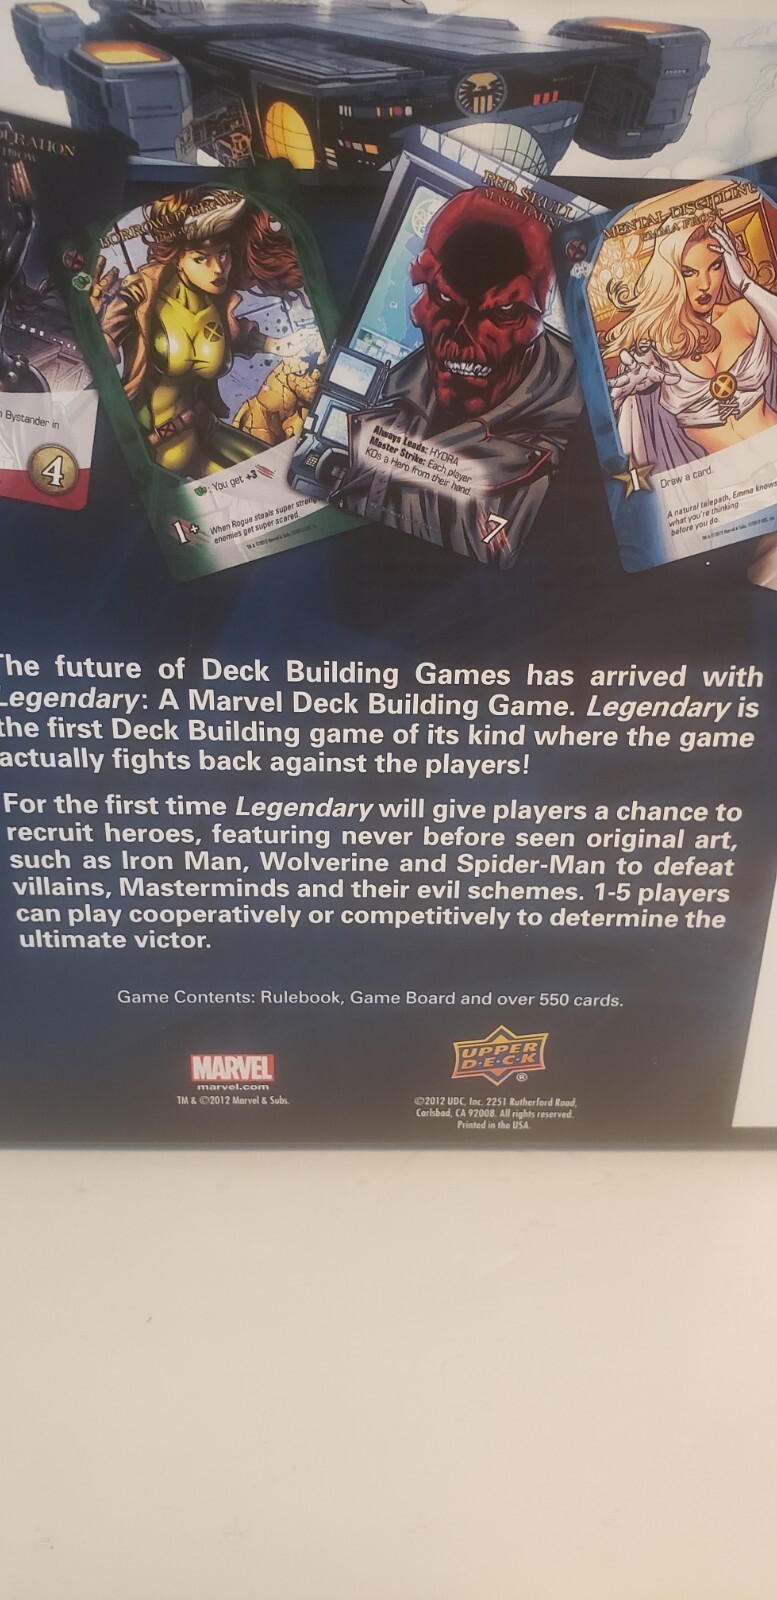 BORROWED BRAWN
ROGUE
RED SKULL
MASTERMIND
MENTAL DISCIPLINE
EMMA FROST
Bystander in
4
: You get +3
When Rogue steals super strength,
enemies get super scared.
1+
Always Leads: HYDRA
Master Strike: Each player
KOs a Hero from their hand.
7
1
Draw a card.
A natural telepath, Emma knows
what you're thinking
before you do.
The future of Deck Building Games has arrived with
Legendary: A Marvel Deck Building Game. Legendary is
the first Deck Building game of its kind where the game
actually fights back against the players!
For the first time Legendary will give players a chance to
recruit heroes, featuring never before seen original art,
such as Iron Man, Wolverine and Spider-Man to defeat
villains, Masterminds and their evil schemes. 1-5 players
can play cooperatively or competitively to determine the
ultimate victor.
Game Contents: Rulebook, Game Board and over 550 cards.
MARVEL
marvel.com
TM & ©2012 Marvel & Subs.
UPPER
D•E•C•K
®
©2012 UDC, Inc. 2251 Rutherford Road,
Carlsbad, CA 92008. All rights reserved.
Printed in the USA.